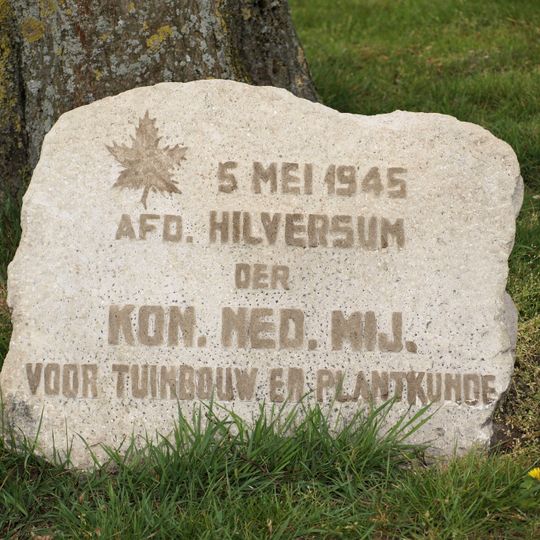 5 MEI 1945
AFD. HILVERSUM
DER
KON. NED. MIJ.
VOOR TUINBOUW EN PLANTKUNDE